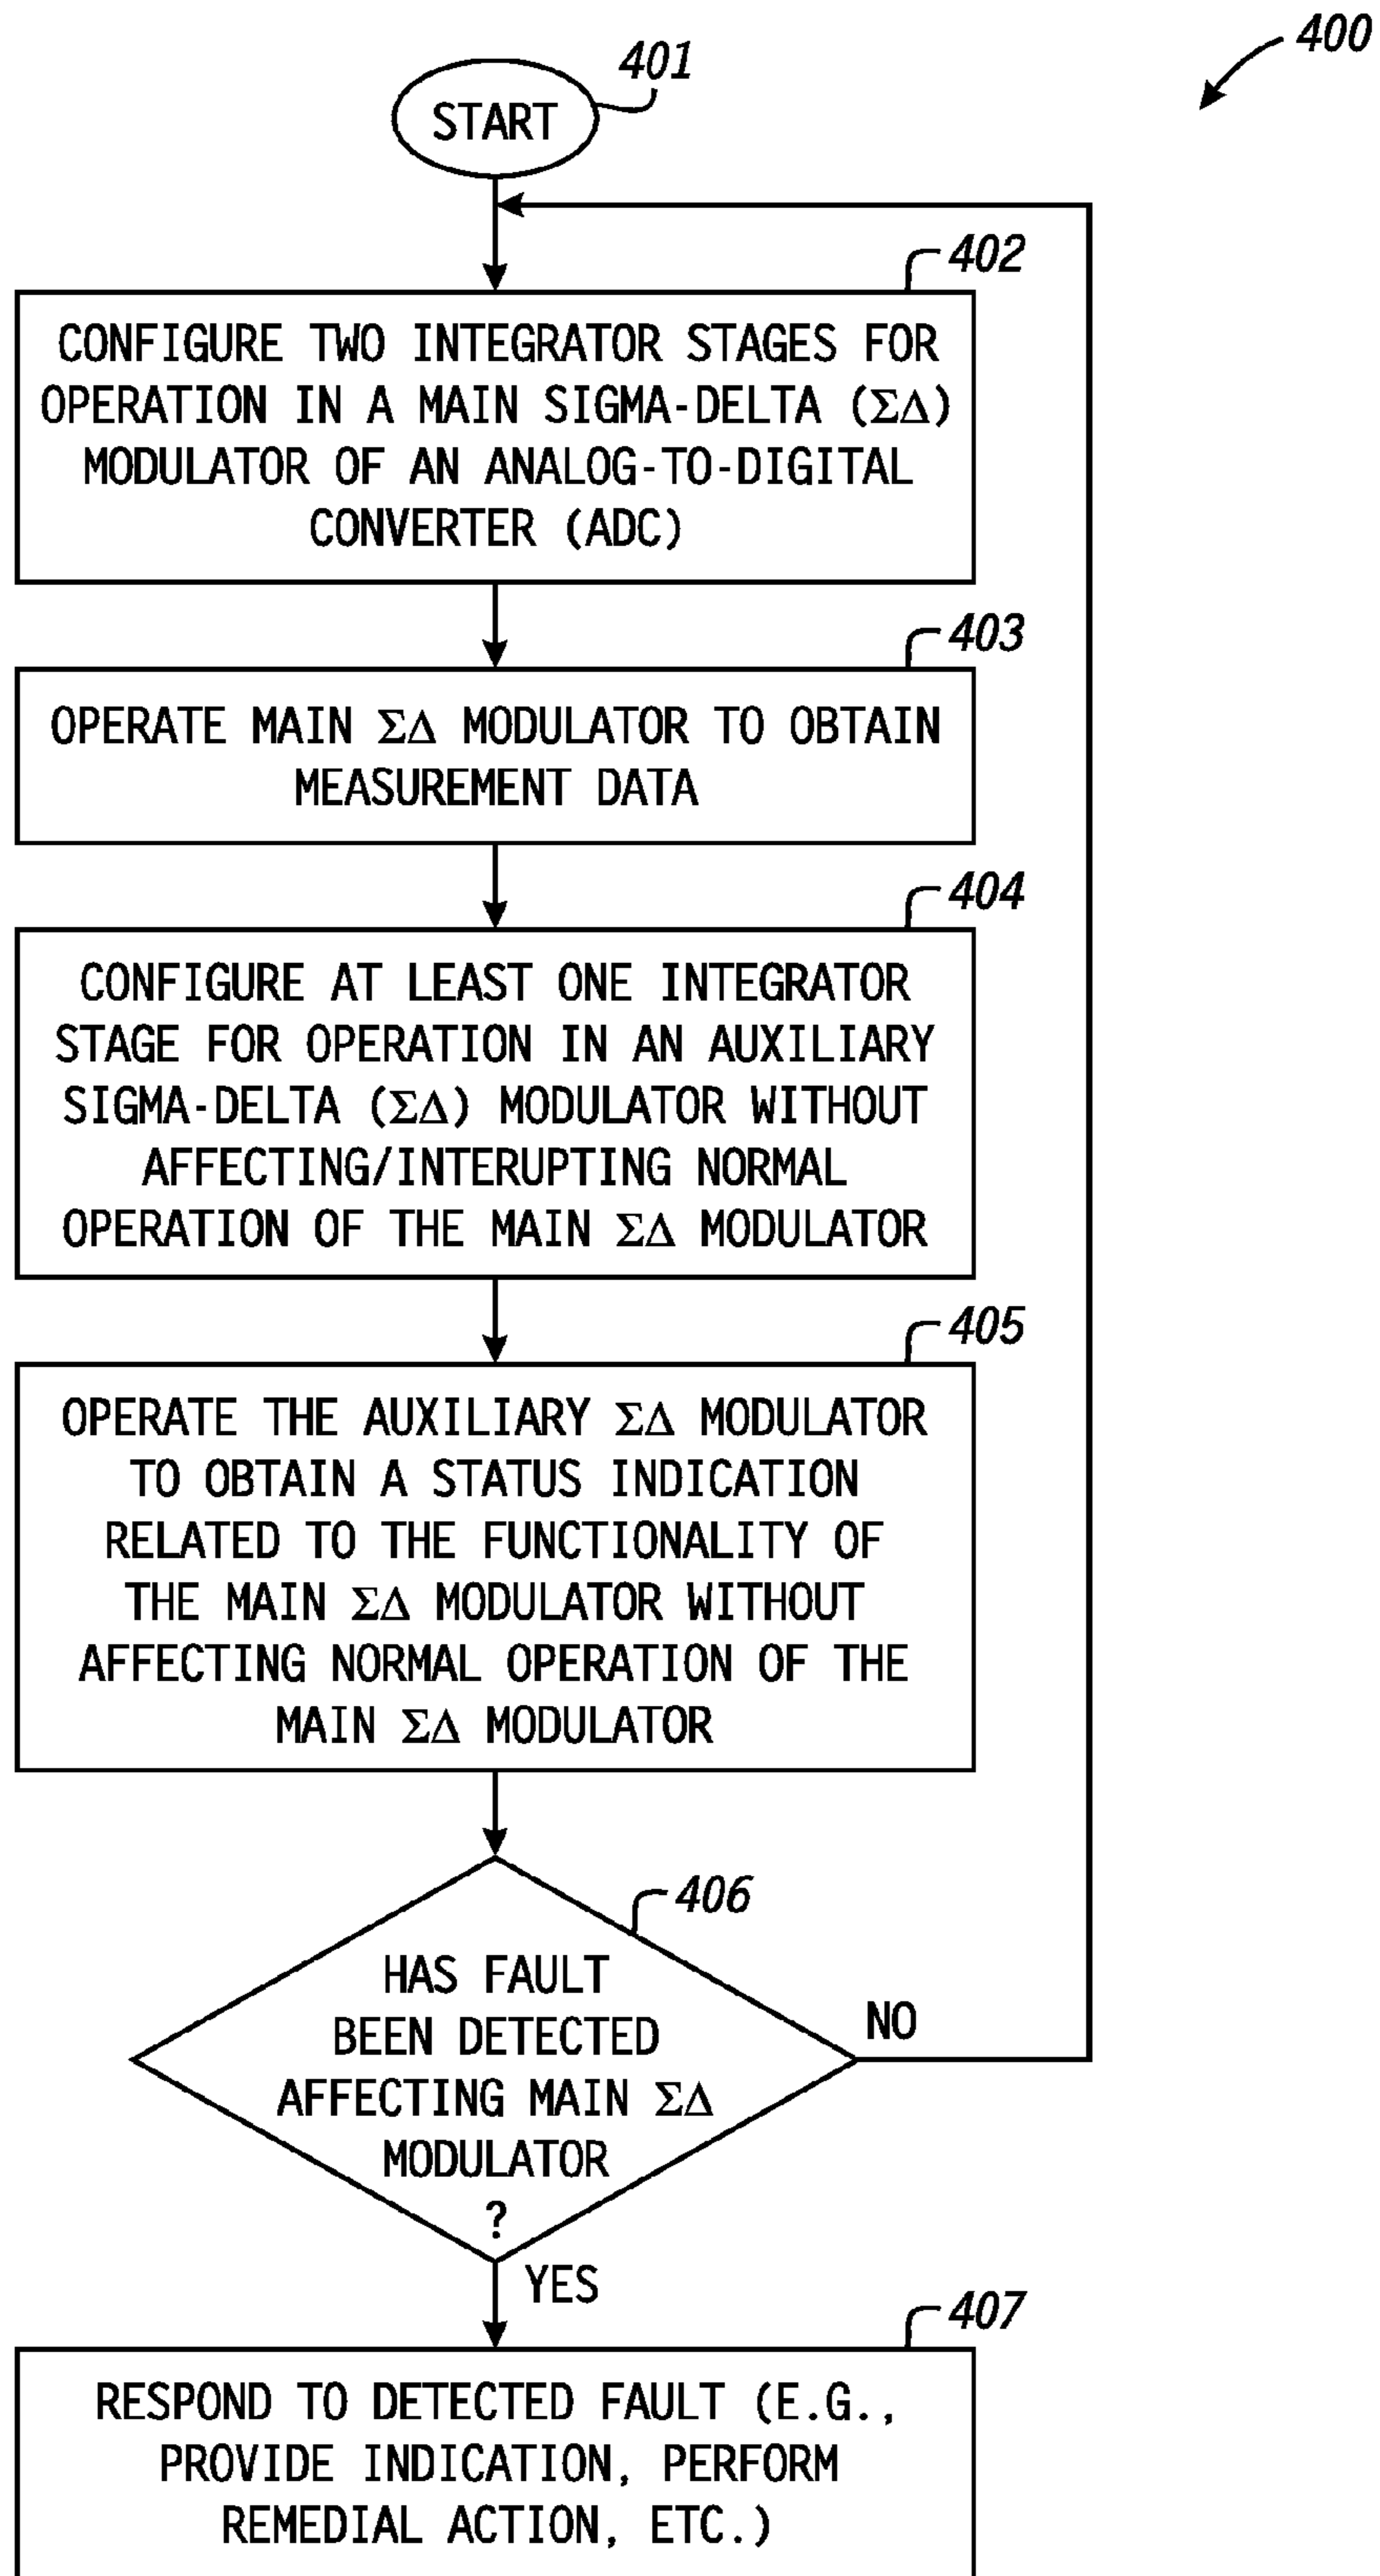 400
401
START
402
CONFIGURE TWO INTEGRATOR STAGES FOR
OPERATION IN A MAIN SIGMA-DELTA (ΣΔ)
MODULATOR OF AN ANALOG-TO-DIGITAL
CONVERTER (ADC)
403
OPERATE MAIN ΣΔ MODULATOR TO OBTAIN
MEASUREMENT DATA
404
CONFIGURE AT LEAST ONE INTEGRATOR
STAGE FOR OPERATION IN AN AUXILIARY
SIGMA-DELTA (ΣΔ) MODULATOR WITHOUT
AFFECTING/INTERUPTING NORMAL
OPERATION OF THE MAIN ΣΔ MODULATOR
405
OPERATE THE AUXILIARY ΣΔ MODULATOR
TO OBTAIN A STATUS INDICATION
RELATED TO THE FUNCTIONALITY OF
THE MAIN ΣΔ MODULATOR WITHOUT
AFFECTING NORMAL OPERATION OF THE
MAIN ΣΔ MODULATOR
406
HAS FAULT
BEEN DETECTED
AFFECTING MAIN ΣΔ
MODULATOR
?
NO
YES
407
RESPOND TO DETECTED FAULT (E.G.,
PROVIDE INDICATION, PERFORM
REMEDIAL ACTION, ETC.)